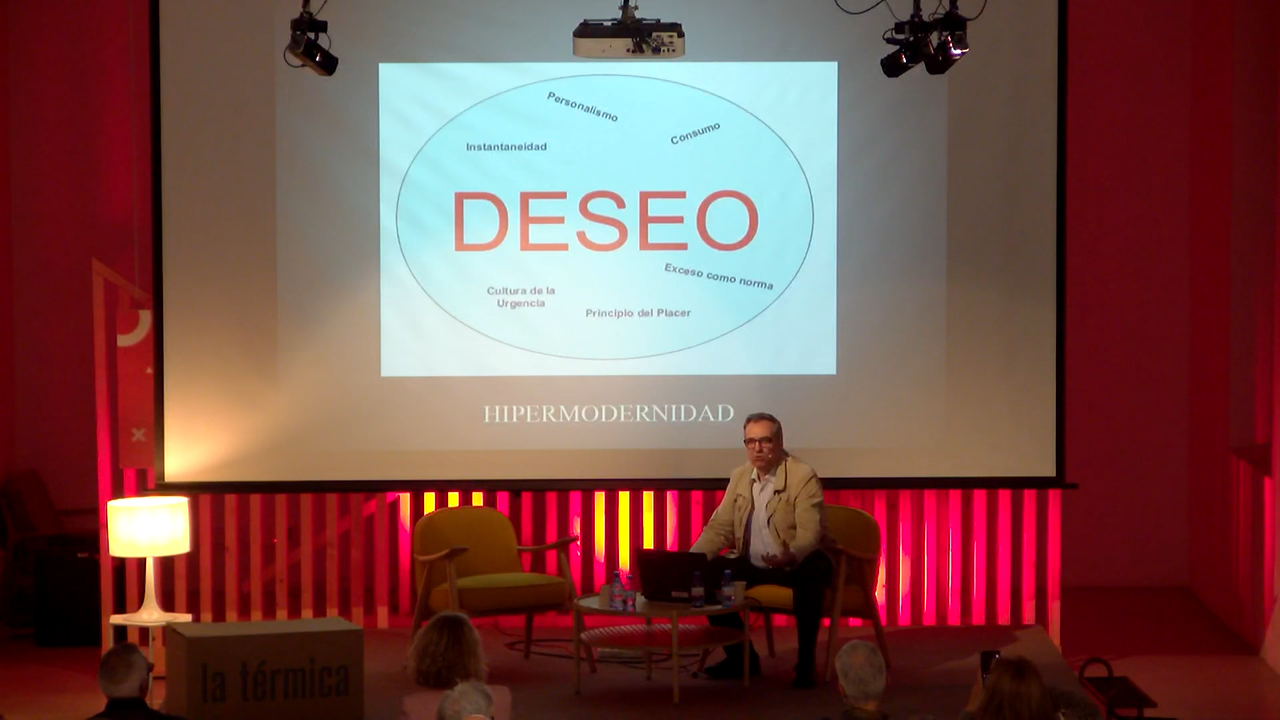 Personalismo
Consumo
Instantaneidad
DESEO
Exceso como norma
Cultura de la
Urgencia
Principio del Placer
HIPERMODERNIDAD
la térmica